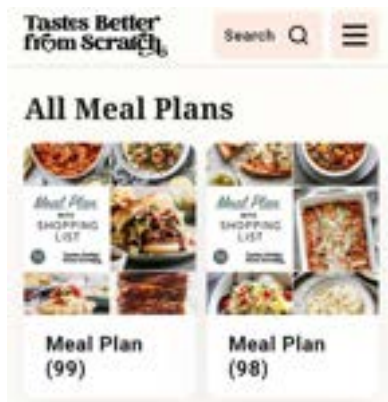 Tastes Better
from Scratch
Search
All Meal Plans
Meal Plan
WITH
SHOPPING
LIST
Meal Plan
WITH
SHOPPING
LIST
Meal Plan
(99)
Meal Plan
(98)